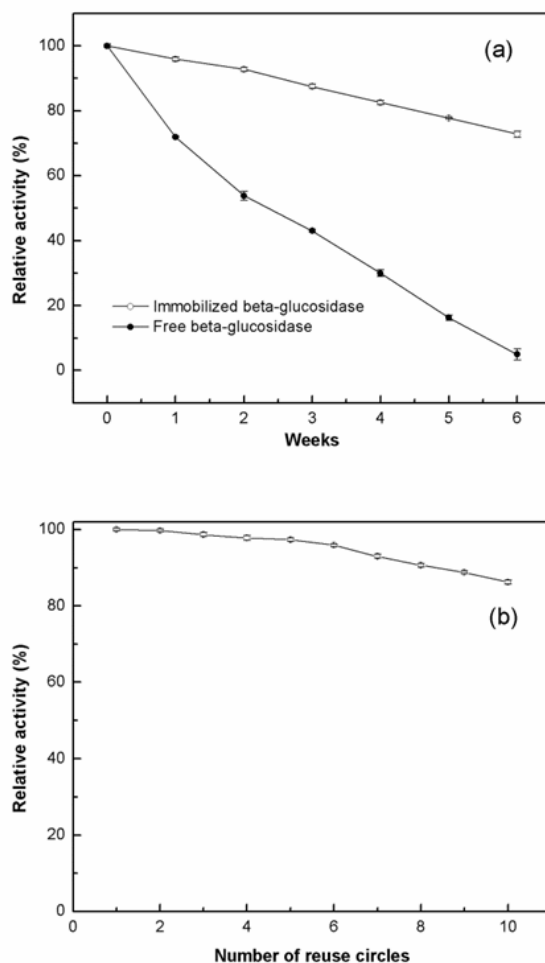 (a)
Relative activity (%)
100
80
60
40
20
0
Immobilized beta-glucosidase
Free beta-glucosidase
0 1 2 3 4 5 6
Weeks
(b)
Relative activity (%)
100
80
60
40
20
0
0 2 4 6 8 10
Number of reuse circles